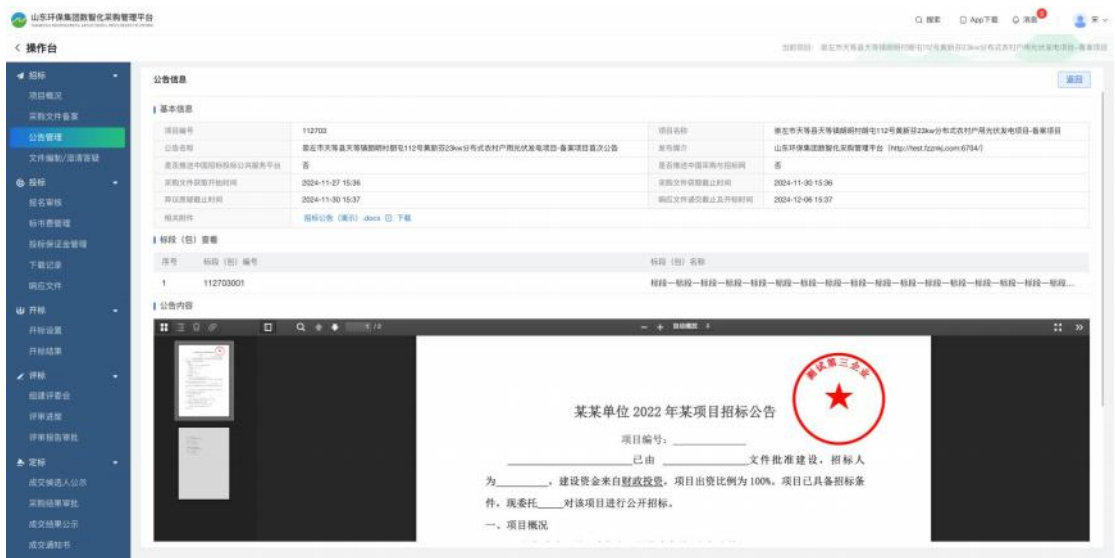 山东环保集团数智化采购管理平台
搜索 App下载 消息
操作台
招标
公告信息
返回
项目概况
基本信息
采购文件备案
项目编号 112703 项目名称
公告管理
公告名称 发布媒介 山东环保集团数智化采购管理平台
文件编制/澄清答疑
是否推送中国招标投标公共服务平台 否 是否推送中国采购与招标网 否
投标
采购文件获取开始时间 2024-11-27 15:36 采购文件获取截止时间 2024-11-30 15:36
报名审核
异议质疑截止时间 2024-11-30 15:37 响应文件递交截止及开标时间 2024-12-06 15:37
标书费管理
相关附件 招标公告（演示）.docx 下载
投标保证金管理
标段（包）查看
下载记录
序号 标段（包）编号 标段（包）名称
响应文件
1 112703001
开标
公告内容
开标设置
1 /2
开标结果
评标
测试第三企业
组建评委会
某某单位 2022 年某项目招标公告
评审进度
项目编号：
评审报告审批
已由 文件批准建设，招标人
定标
为 ，建设资金来自财政投资，项目出资比例为 100%，项目已具备招标条
成交候选人公示
件，现委托 对该项目进行公开招标。
采购结果审批
一、项目概况
成交结果公示
成交通知书